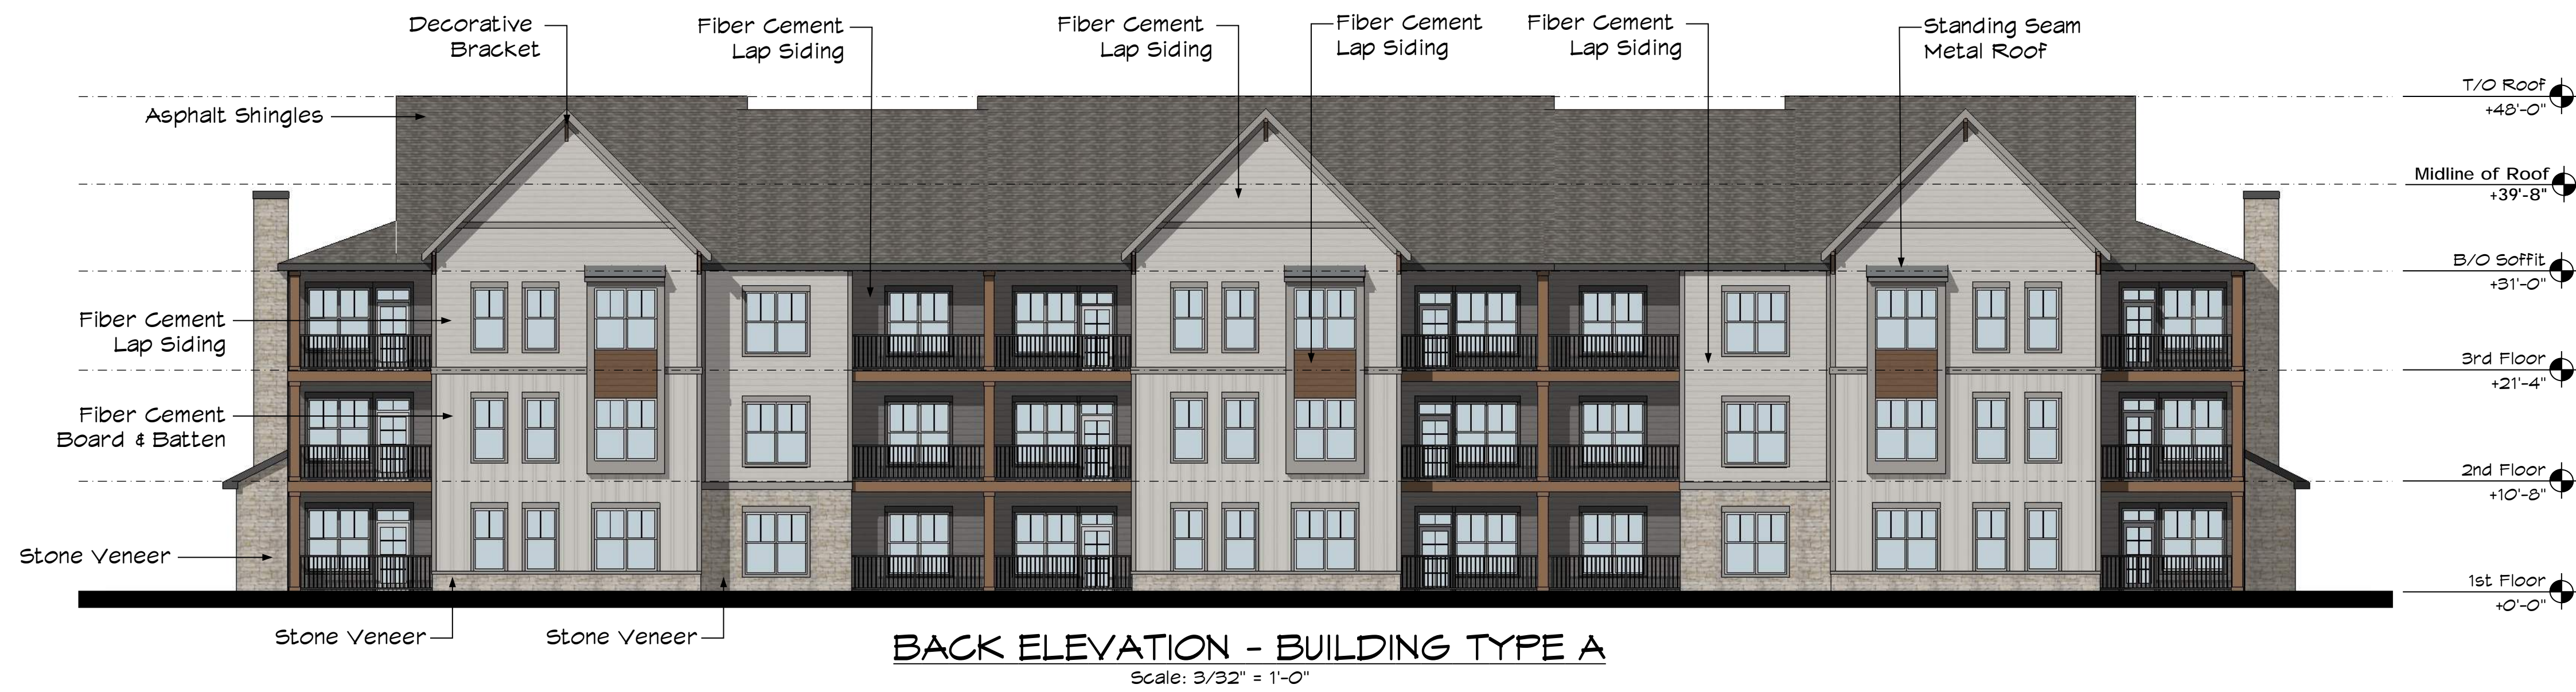 Decorative
Bracket
Fiber Cement
Lap Siding
Fiber Cement
Lap Siding
Fiber Cement
Lap Siding
Fiber Cement
Lap Siding
Standing Seam
Metal Roof
T/O Roof
+48'-0"
Asphalt Shingles
Midline of Roof
+39'-8"
B/O Soffit
+31'-0"
Fiber Cement
Lap Siding
3rd Floor
+21'-4"
Fiber Cement
Board & Batten
2nd Floor
+10'-8"
Stone Veneer
1st Floor
+0'-0"
Stone Veneer
Stone Veneer
BACK ELEVATION - BUILDING TYPE A
Scale: 3/32" = 1'-0"